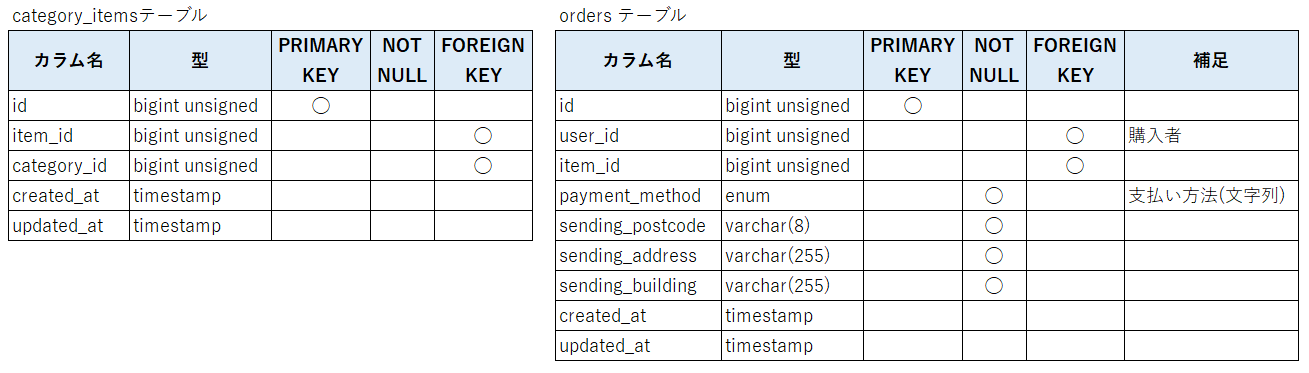 category_itemsテーブル
カラム名 型 PRIMARY KEY NOT NULL FOREIGN KEY
id bigint unsigned ○
item_id bigint unsigned ○
category_id bigint unsigned ○
created_at timestamp
updated_at timestamp
orders テーブル
カラム名 型 PRIMARY KEY NOT NULL FOREIGN KEY 補足
id bigint unsigned ○
user_id bigint unsigned ○ 購入者
item_id bigint unsigned ○
payment_method enum ○ 支払い方法(文字列)
sending_postcode varchar(8) ○
sending_address varchar(255) ○
sending_building varchar(255) ○
created_at timestamp
updated_at timestamp